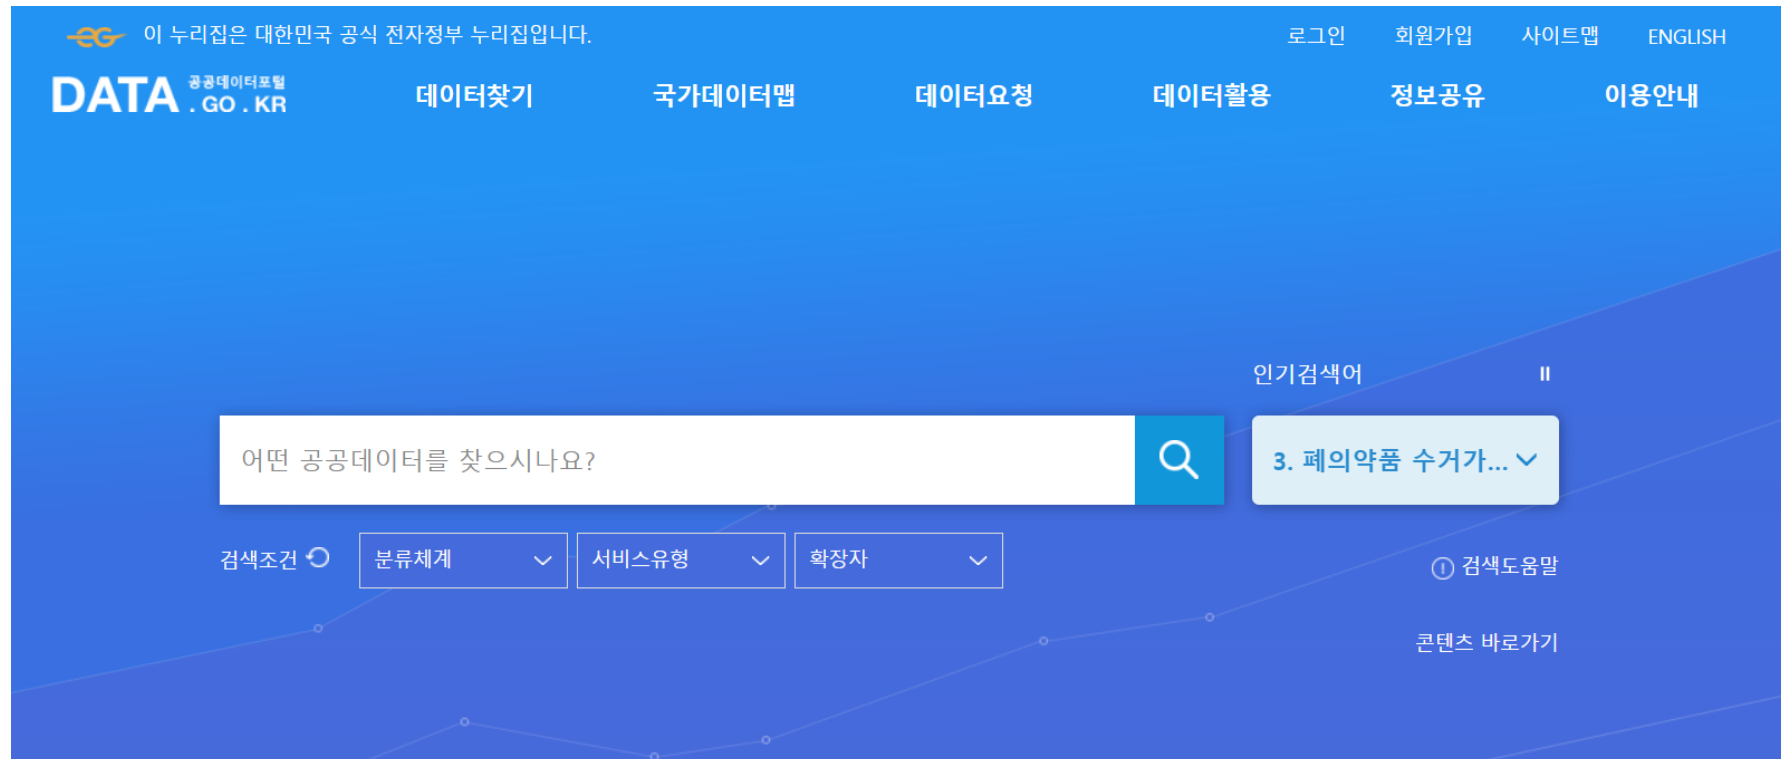 이 누리집은 대한민국 공식 전자정부 누리집입니다.
로그인 회원가입 사이트맵 ENGLISH
DATA 공공데이터포털 . GO . KR
데이터찾기 국가데이터맵 데이터요청 데이터활용 정보공유 이용안내
인기검색어
어떤 공공데이터를 찾으시나요?
3. 폐의약품 수거가...
검색조건 분류체계 서비스유형 확장자
검색도움말
콘텐츠 바로가기